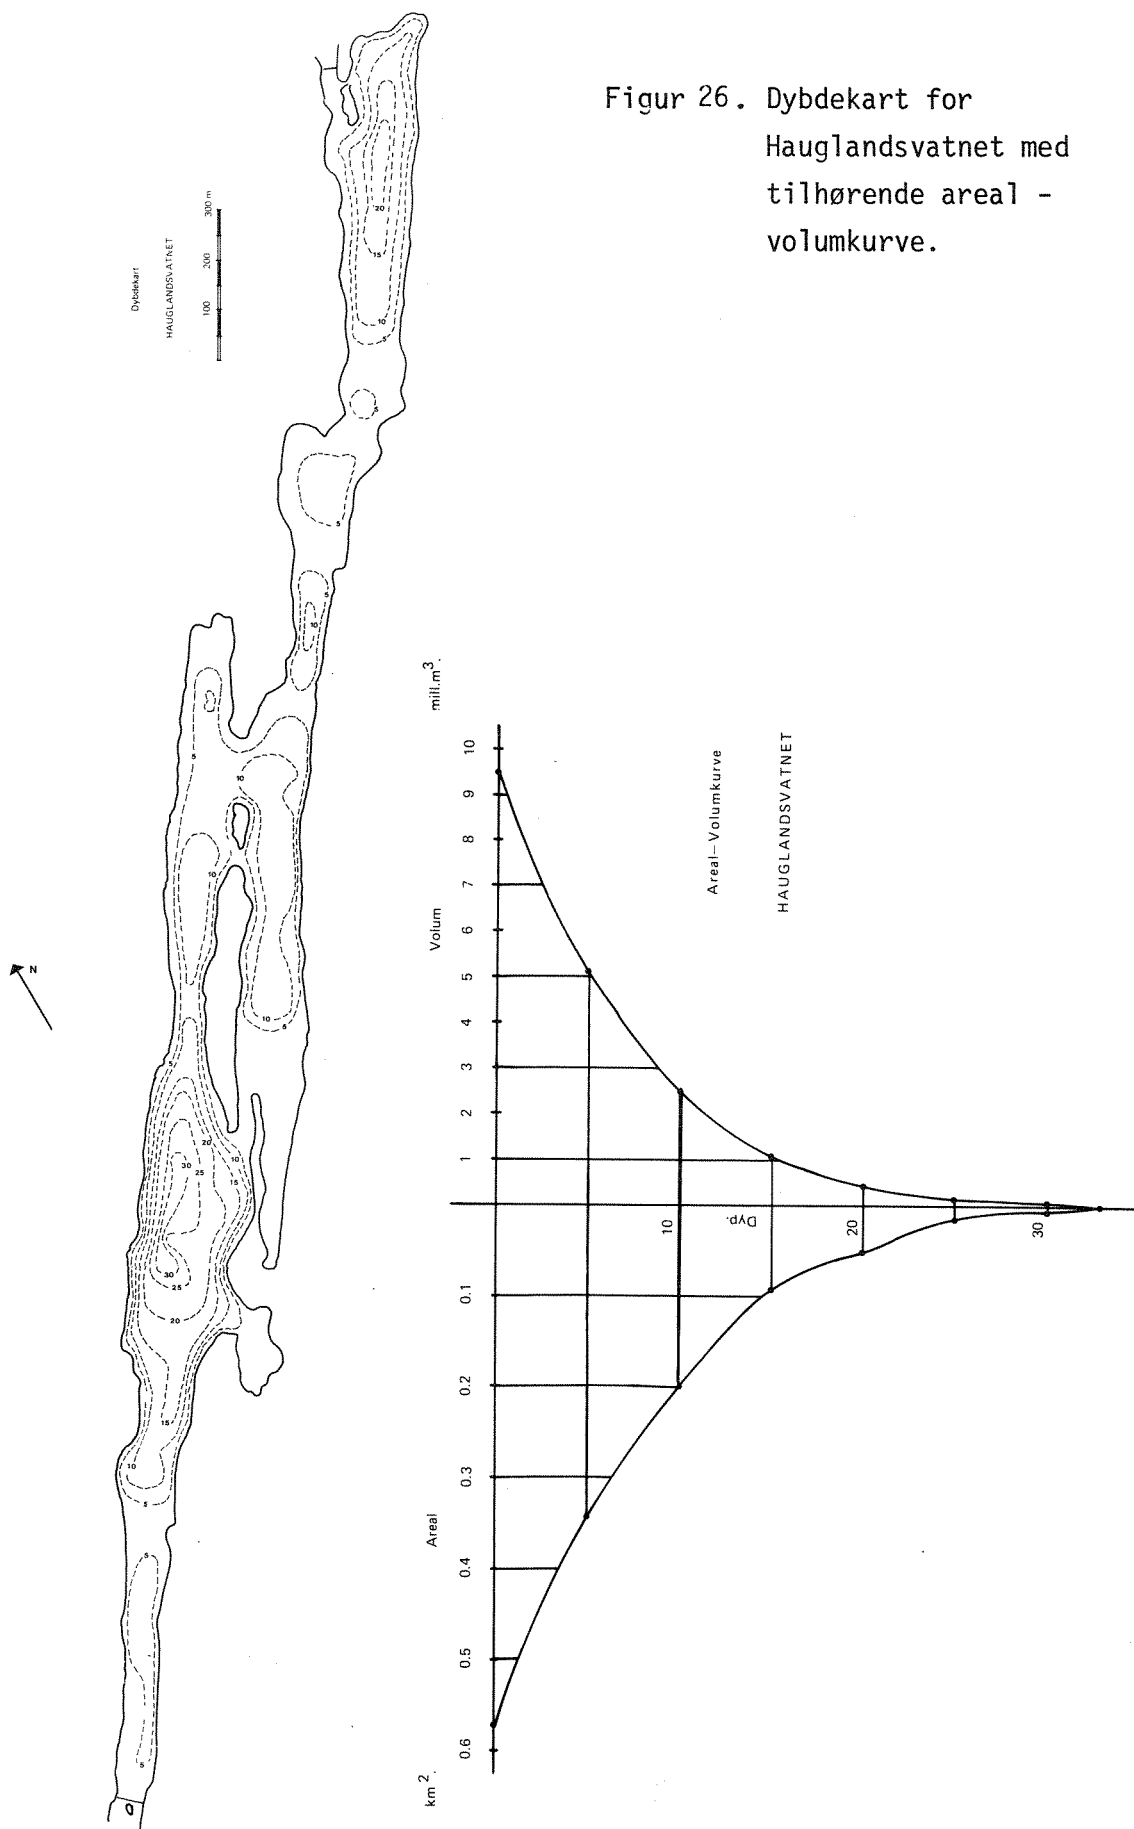 Figur 26. Dybdekart for
Hauglandsvatnet med
tilhørende areal -
volumkurve.
Dybdekart
HAUGLANDSVATNET
100 200 300 m
20
15
10
5
5
5
5
10
5
10
10
10
5
5
N
20
10
30
25
15
30
25
20
15
10
5
5
5
Areal-Volumkurve
HAUGLANDSVATNET
km². Areal Volum mill.m³.
0.6 0.5 0.4 0.3 0.2 0.1 1 2 3 4 5 6 7 8 9 10
Dyp.
10
20
30